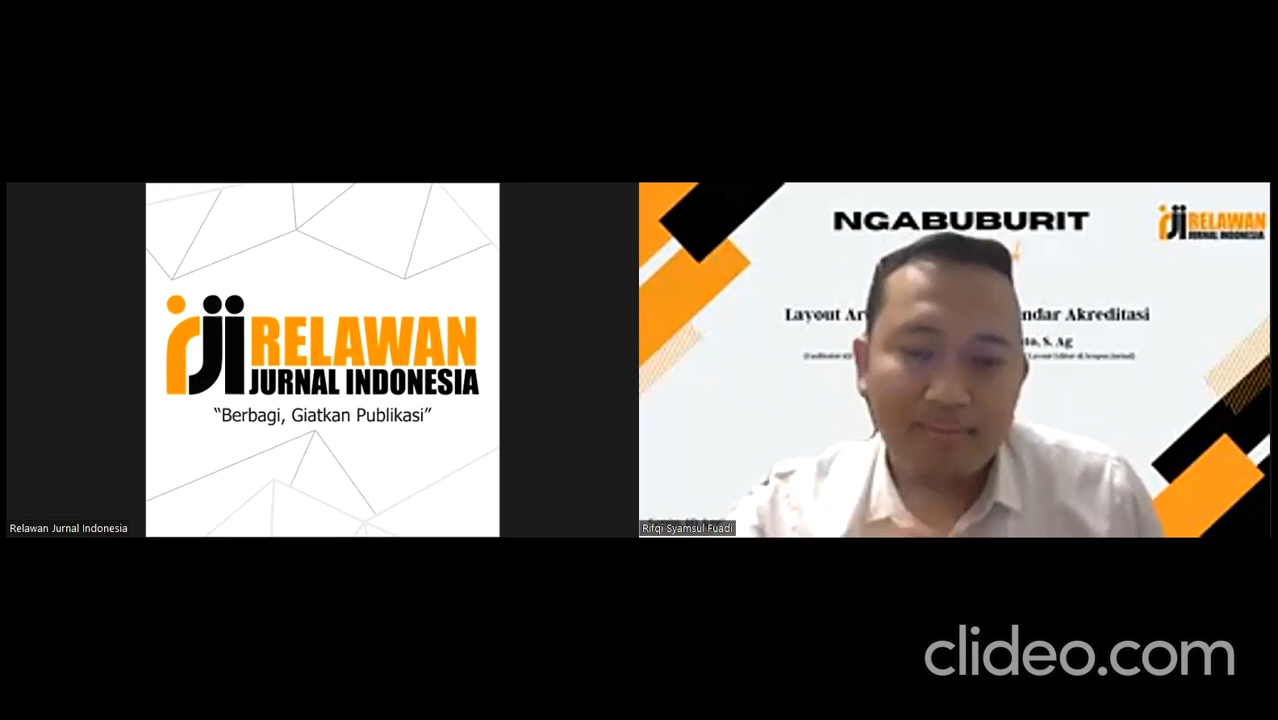 RELAWAN
JURNAL INDONESIA
“Berbagi, Giatkan Publikasi”
Relawan Jurnal Indonesia
NGABUBURIT
RELAWAN
JURNAL INDONESIA
Layout Ar ndar Akreditasi
to, S. Ag
Rifqi Syamsul Fuadi
clideo.com